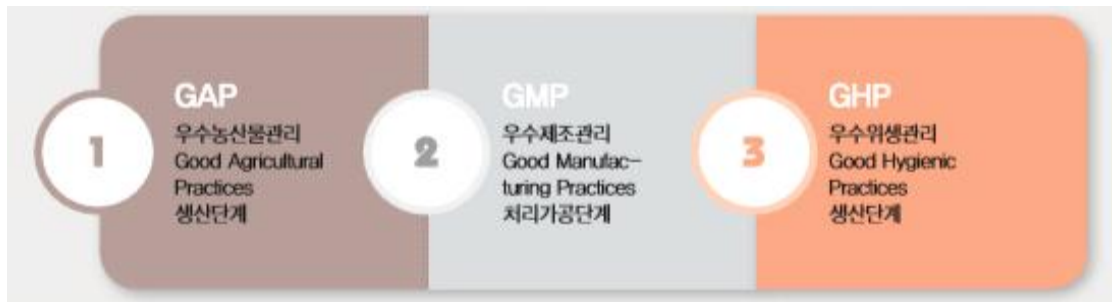 1
GAP
우수농산물관리
Good Agricultural
Practices
생산단계
2
GMP
우수제조관리
Good Manufac-
turing Practices
처리가공단계
3
GHP
우수위생관리
Good Hygienic
Practices
생산단계